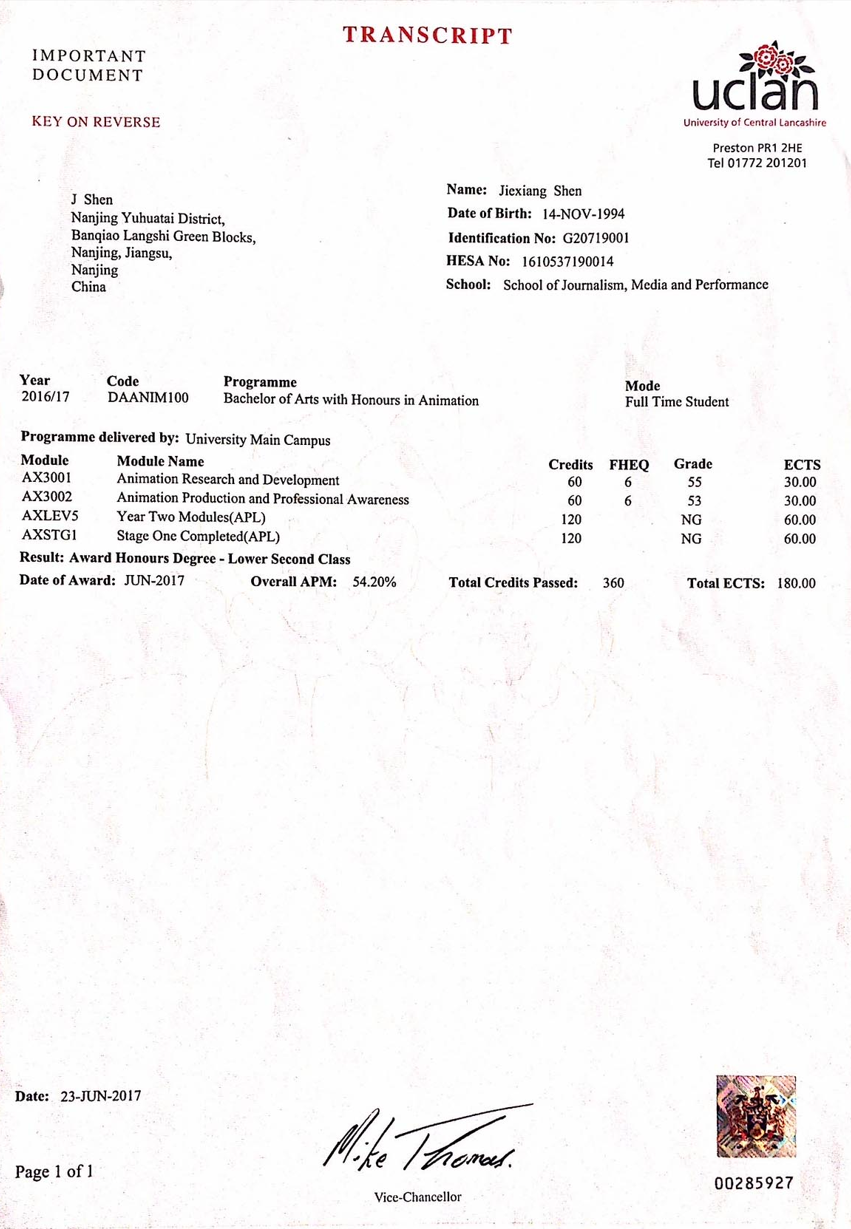 TRANSCRIPT
IMPORTANT
DOCUMENT
KEY ON REVERSE
uclan
University of Central Lancashire
Preston PR1 2HE
Tel 01772 201201
J Shen
Nanjing Yuhuatai District,
Banqiao Langshi Green Blocks,
Nanjing, Jiangsu,
Nanjing
China
Name: Jiexiang Shen
Date of Birth: 14-NOV-1994
Identification No: G20719001
HESA No: 1610537190014
School: School of Journalism, Media and Performance
Year Code Programme Mode
2016/17 DAANIM100 Bachelor of Arts with Honours in Animation Full Time Student
Programme delivered by: University Main Campus
Module Module Name Credits FHEQ Grade ECTS
AX3001 Animation Research and Development 60 6 55 30.00
AX3002 Animation Production and Professional Awareness 60 6 53 30.00
AXLEV5 Year Two Modules(APL) 120 NG 60.00
AXSTG1 Stage One Completed(APL) 120 NG 60.00
Result: Award Honours Degree - Lower Second Class
Date of Award: JUN-2017 Overall APM: 54.20% Total Credits Passed: 360 Total ECTS: 180.00
Date: 23-JUN-2017
Mike Thomas.
Page 1 of 1
Vice-Chancellor
00285927